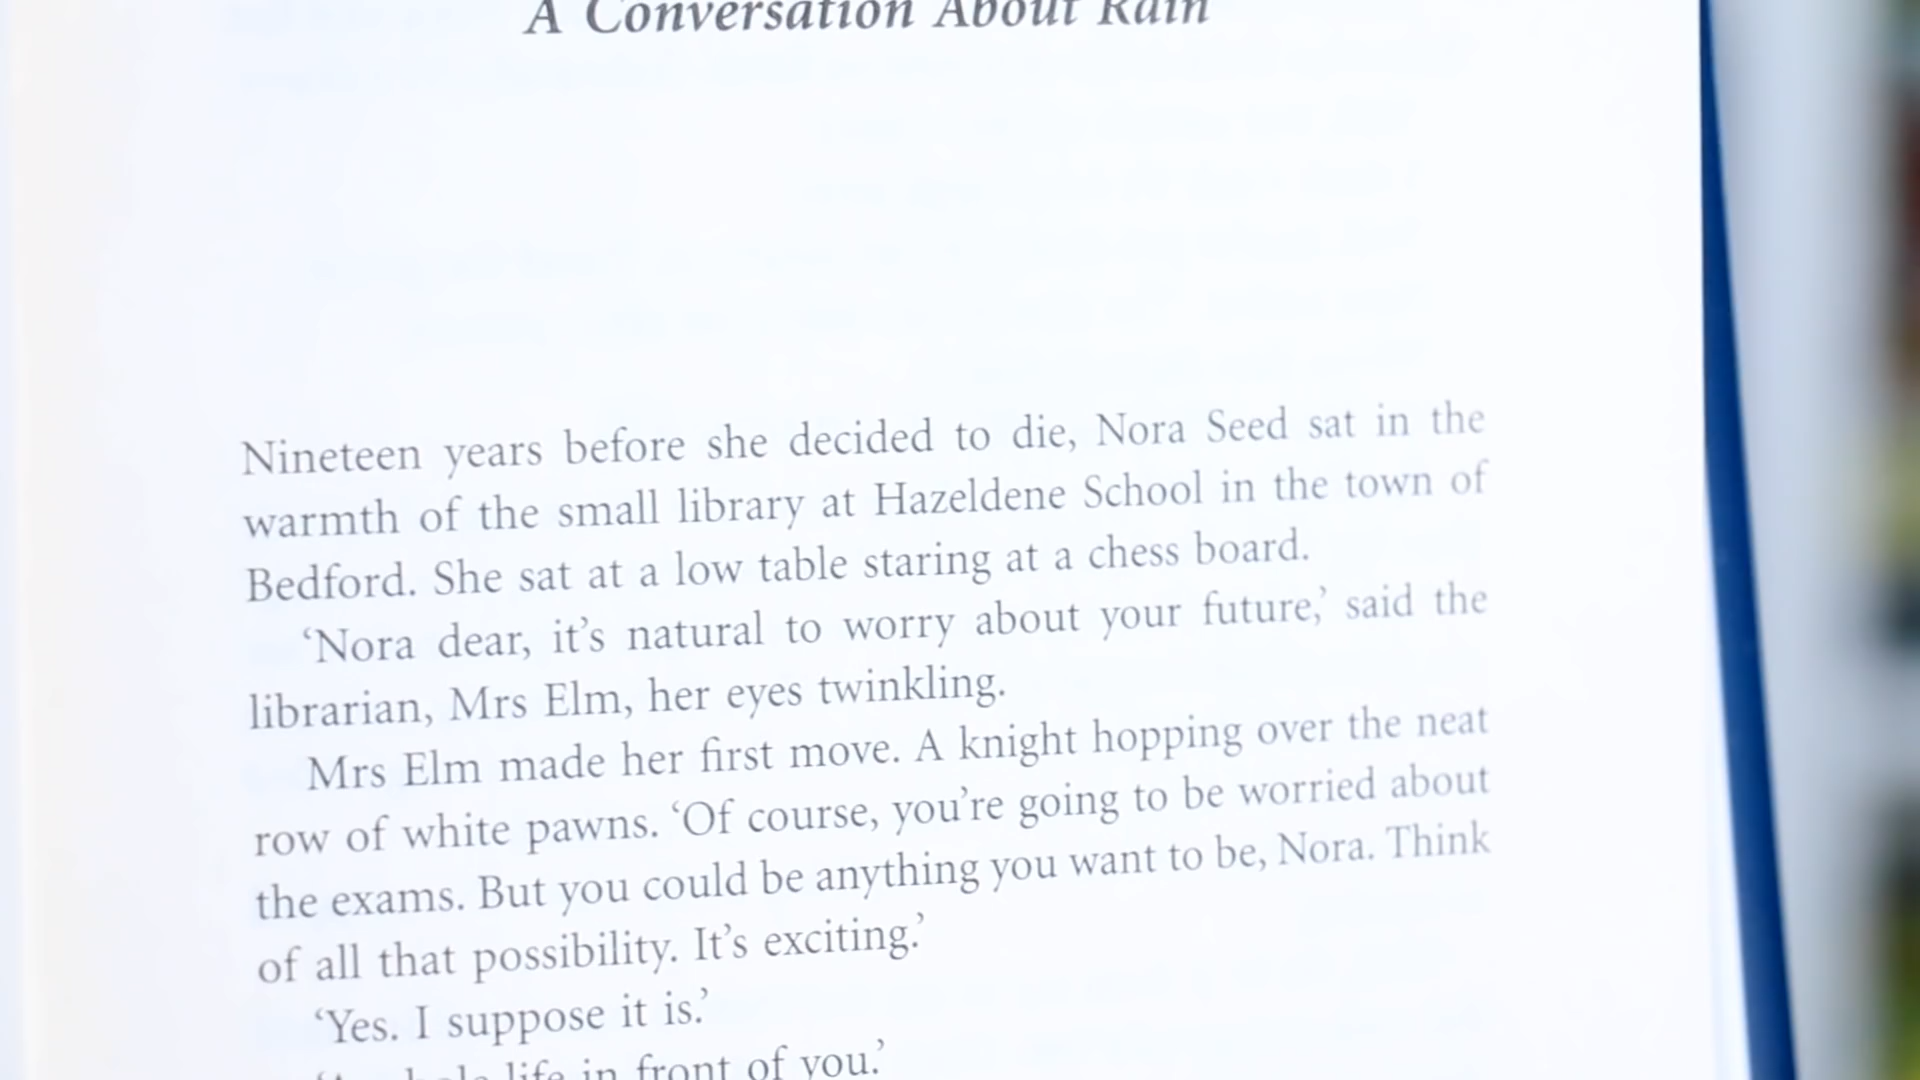 A Conversation About Rain
Nineteen years before she decided to die, Nora Seed sat in the
warmth of the small library at Hazeldene School in the town of
Bedford. She sat at a low table staring at a chess board.
‘Nora dear, it’s natural to worry about your future,’ said the
librarian, Mrs Elm, her eyes twinkling.
Mrs Elm made her first move. A knight hopping over the neat
row of white pawns. ‘Of course, you’re going to be worried about
the exams. But you could be anything you want to be, Nora. Think
of all that possibility. It’s exciting.’
‘Yes. I suppose it is.’
‘A whole life in front of you.’